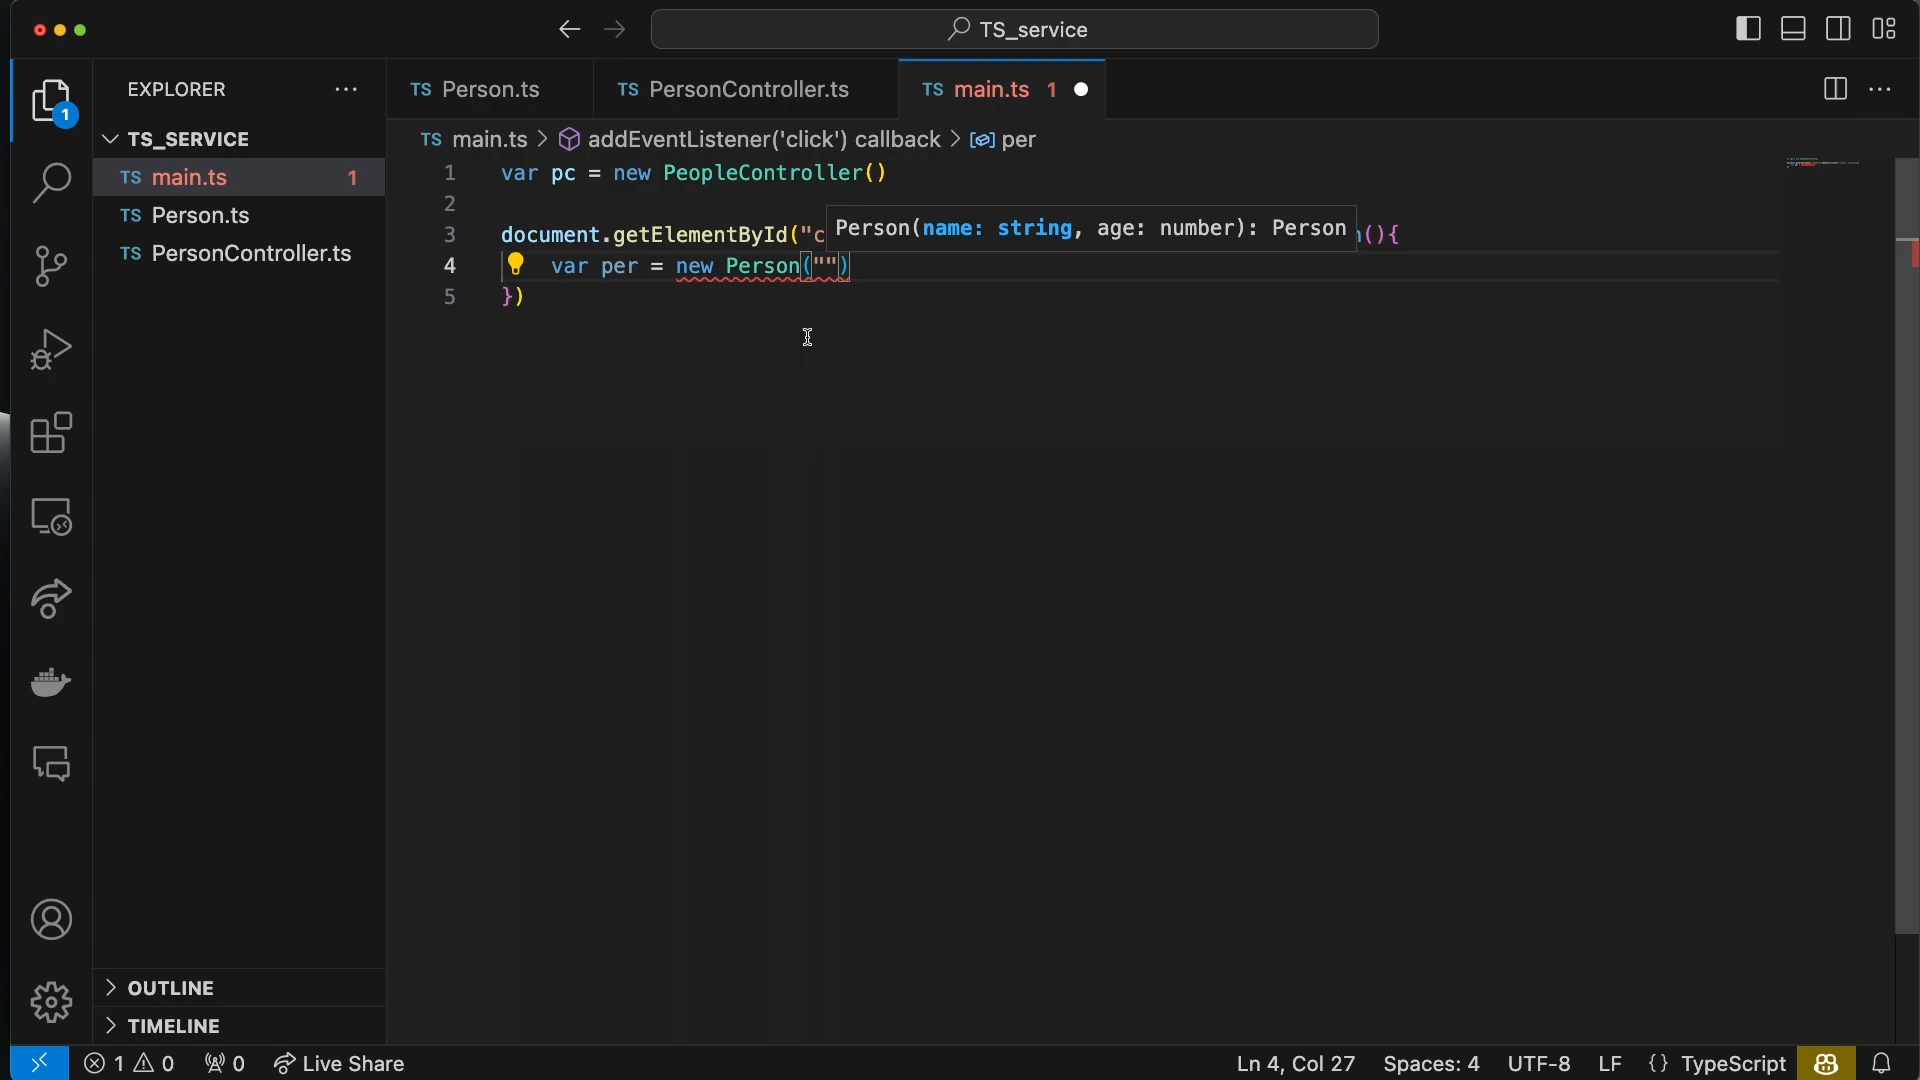 TS_service
EXPLORER
TS Person.ts
TS PersonController.ts
TS main.ts 1
1
TS_SERVICE
TS main.ts 1
TS Person.ts
TS PersonController.ts
TS main.ts > addEventListener('click') callback > per
1 var pc = new PeopleController()
2
3 document.getElementById("c
Person(name: string, age: number): Person
(){
4 var per = new Person("")
5 })
OUTLINE
TIMELINE
1 0 0 Live Share
Ln 4, Col 27 Spaces: 4 UTF-8 LF {} TypeScript